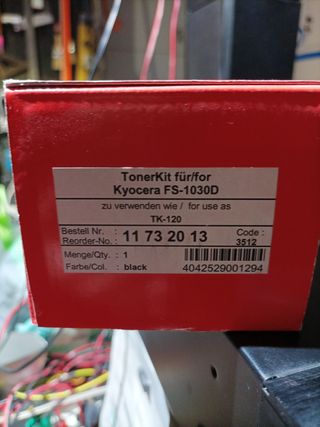 TonerKit für/for
Kyocera FS-1030D
zu verwenden wie / for use as
TK-120
Bestell Nr. : 11 73 20 13 Code :
Reorder-No. : 3512
Menge/Qty. : 1
Farbe/Col. : black 4042529001294